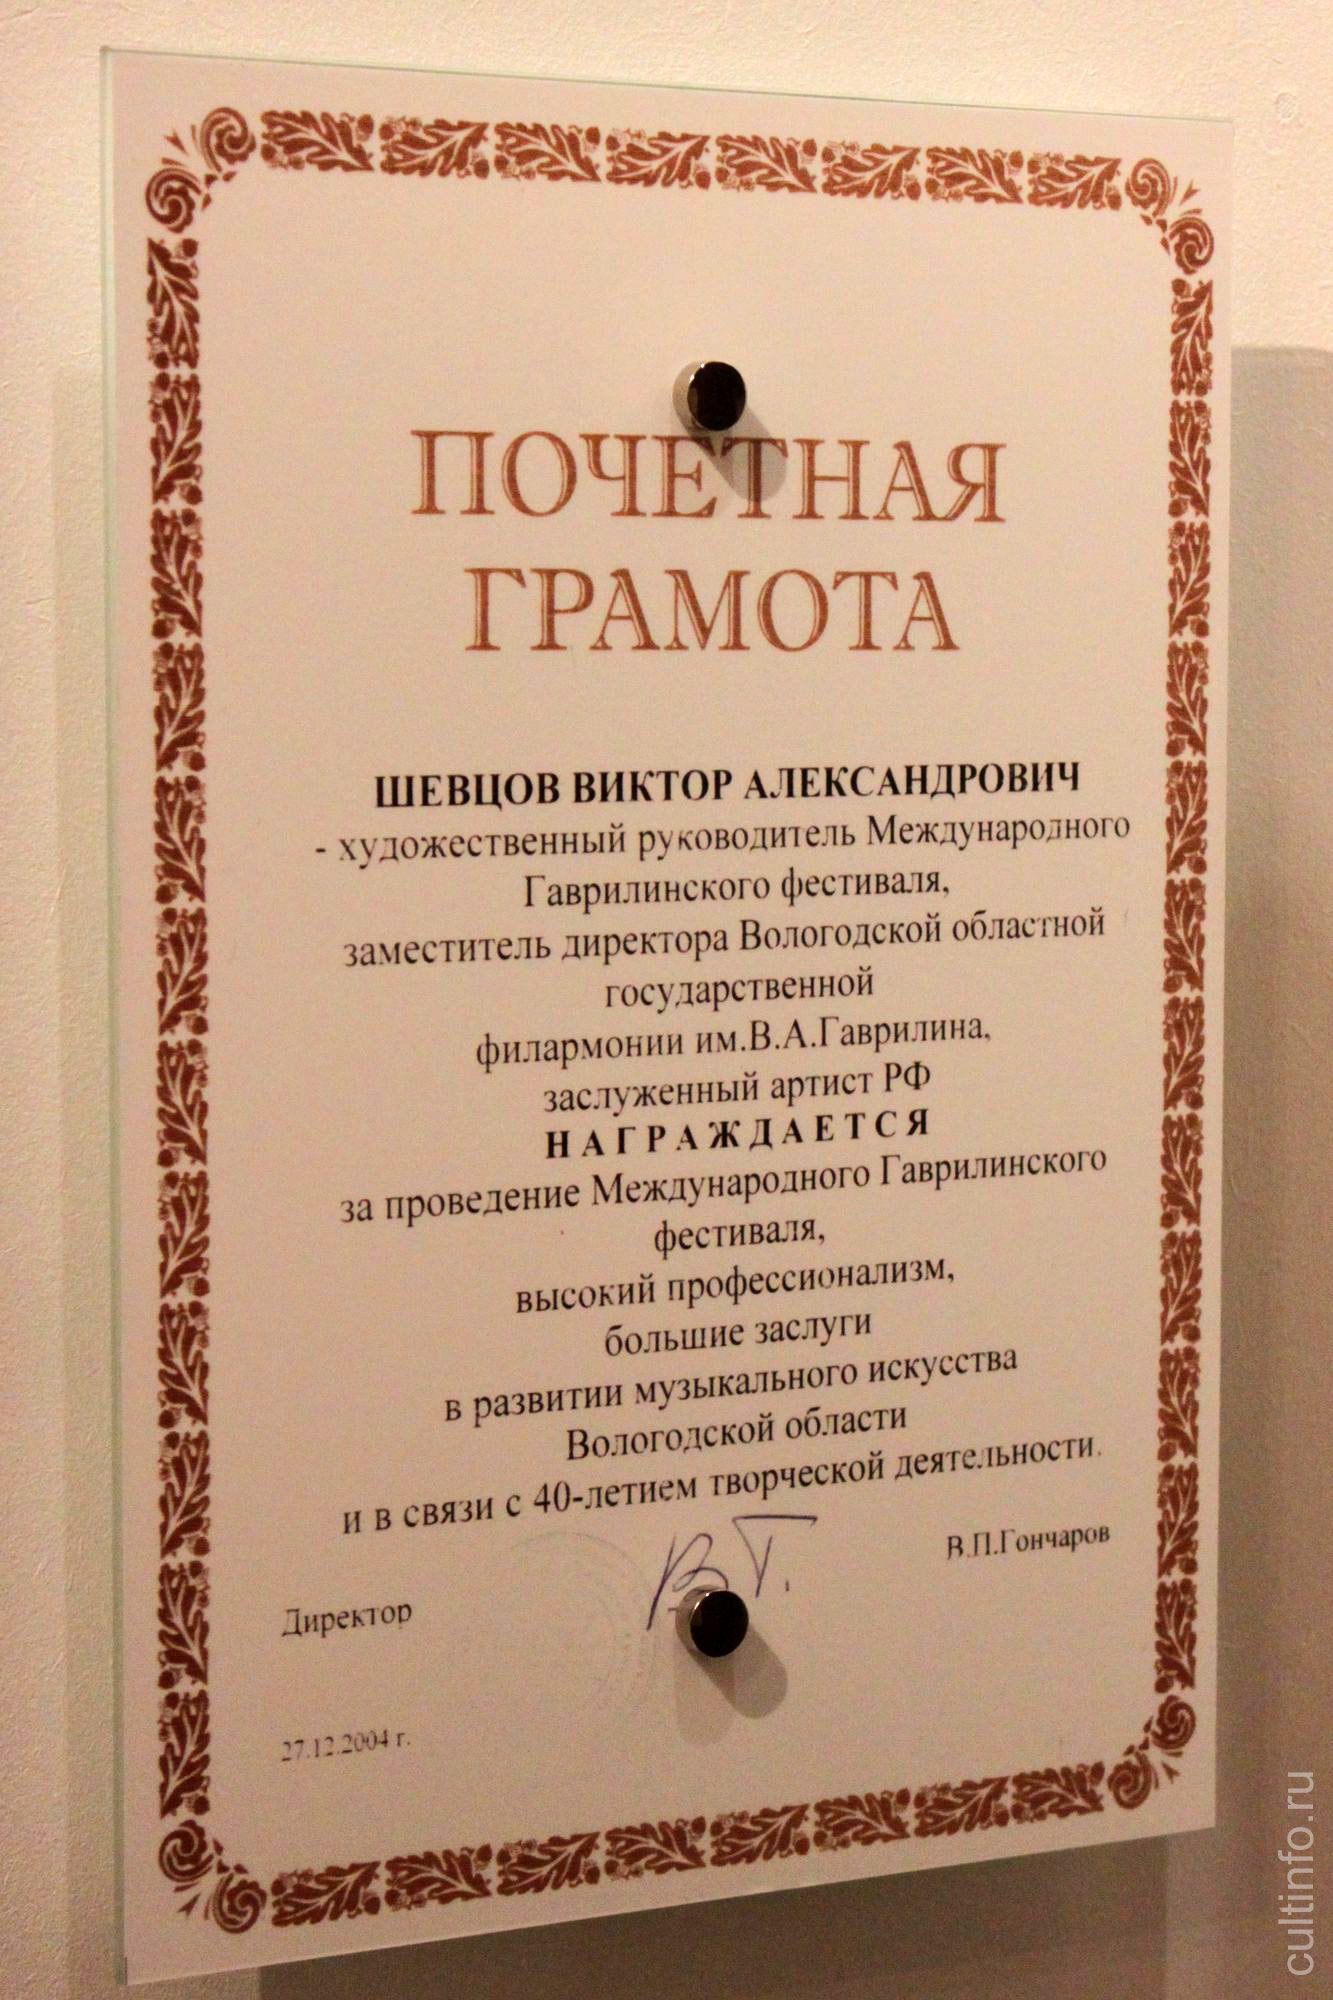 ПОЧЕТНАЯ
ГРАМОТА
ШЕВЦОВ ВИКТОР АЛЕКСАНДРОВИЧ
- художественный руководитель Международного
Гаврилинского фестиваля,
заместитель директора Вологодской областной
государственной
филармонии им.В.А.Гаврилина,
заслуженный артист РФ
Н А Г Р А Ж Д А Е Т С Я
за проведение Международного Гаврилинского
фестиваля,
высокий профессионализм,
большие заслуги
в развитии музыкального искусства
Вологодской области
и в связи с 40-летием творческой деятельности.
В.П.Гончаров
Директор
27.12.2004 г.
cultinfo.ru